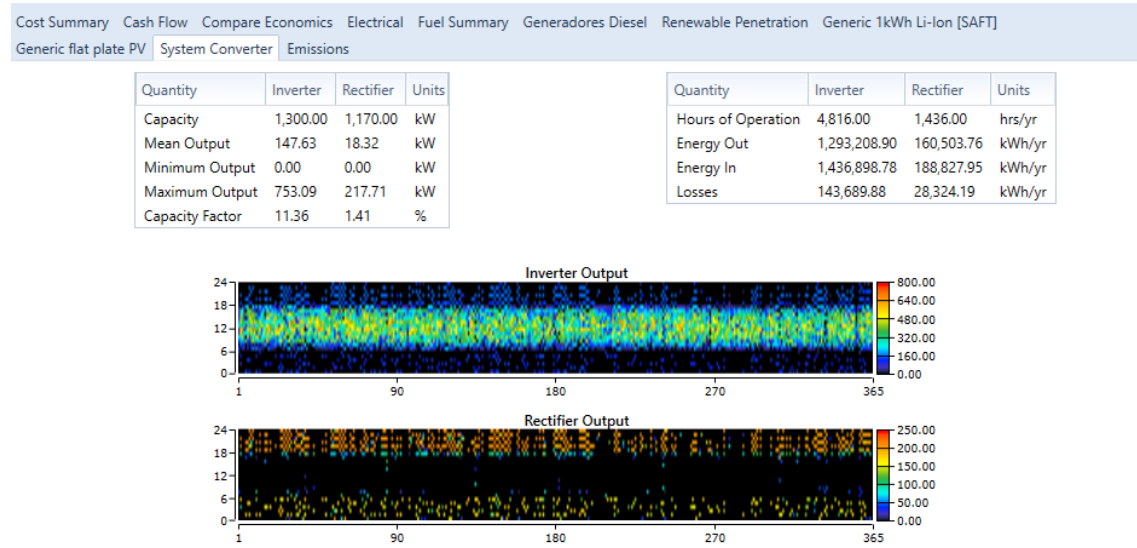 Cost Summary Cash Flow Compare Economics Electrical Fuel Summary Generadores Diesel Renewable Penetration Generic 1kWh Li-Ion [SAFT]
Generic flat plate PV System Converter Emissions
Quantity Inverter Rectifier Units
Capacity 1,300.00 1,170.00 kW
Mean Output 147.63 18.32 kW
Minimum Output 0.00 0.00 kW
Maximum Output 753.09 217.71 kW
Capacity Factor 11.36 1.41 %
Quantity Inverter Rectifier Units
Hours of Operation 4,816.00 1,436.00 hrs/yr
Energy Out 1,293,208.90 160,503.76 kWh/yr
Energy In 1,436,898.78 188,827.95 kWh/yr
Losses 143,689.88 28,324.19 kWh/yr
Inverter Output
24 800.00
18 640.00
12 480.00
320.00
6 160.00
0 0.00
1 90 180 270 365
Rectifier Output
24 250.00
200.00
18 150.00
12 100.00
6 50.00
0 0.00
1 90 180 270 365